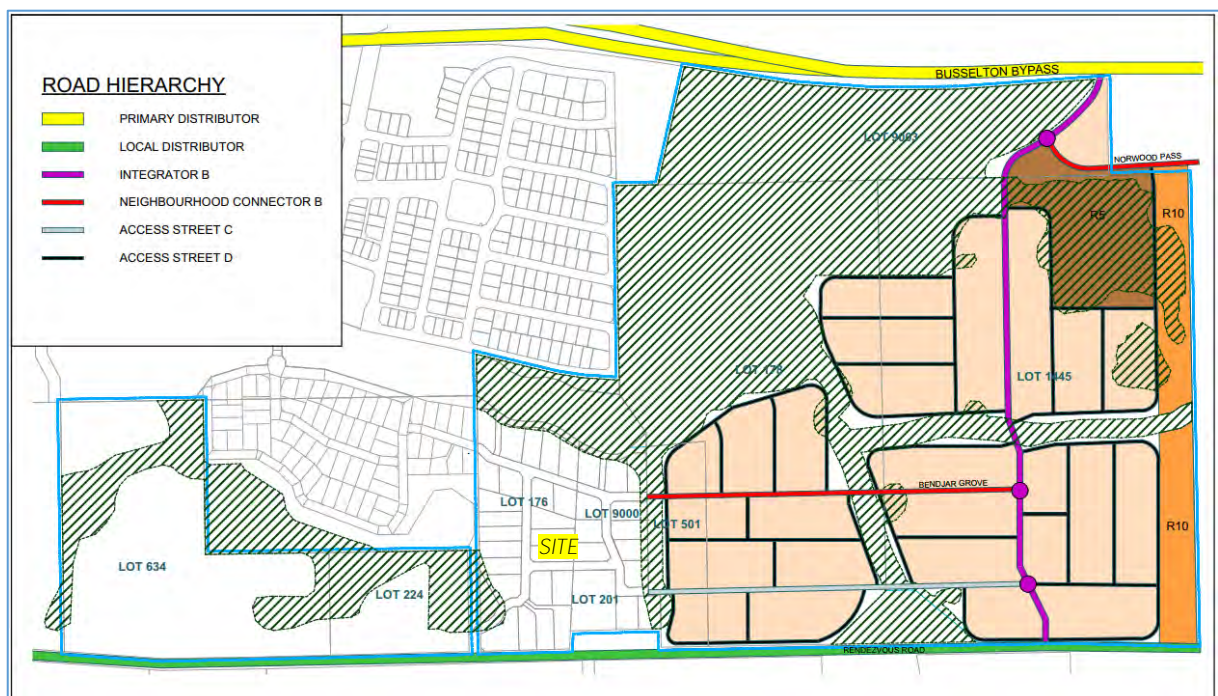 ROAD HIERARCHY
PRIMARY DISTRIBUTOR
LOCAL DISTRIBUTOR
INTEGRATOR B
NEIGHBOURHOOD CONNECTOR B
ACCESS STREET C
ACCESS STREET D
BUSSELTON BYPASS
LOT 9063
NORWOOD PASS
R5
R10
LOT 178
LOT 1445
BENDJAR GROVE
LOT 176
LOT 9000
LOT 501
R10
SITE
LOT 634
LOT 224
LOT 201
RENDEZVOUS ROAD